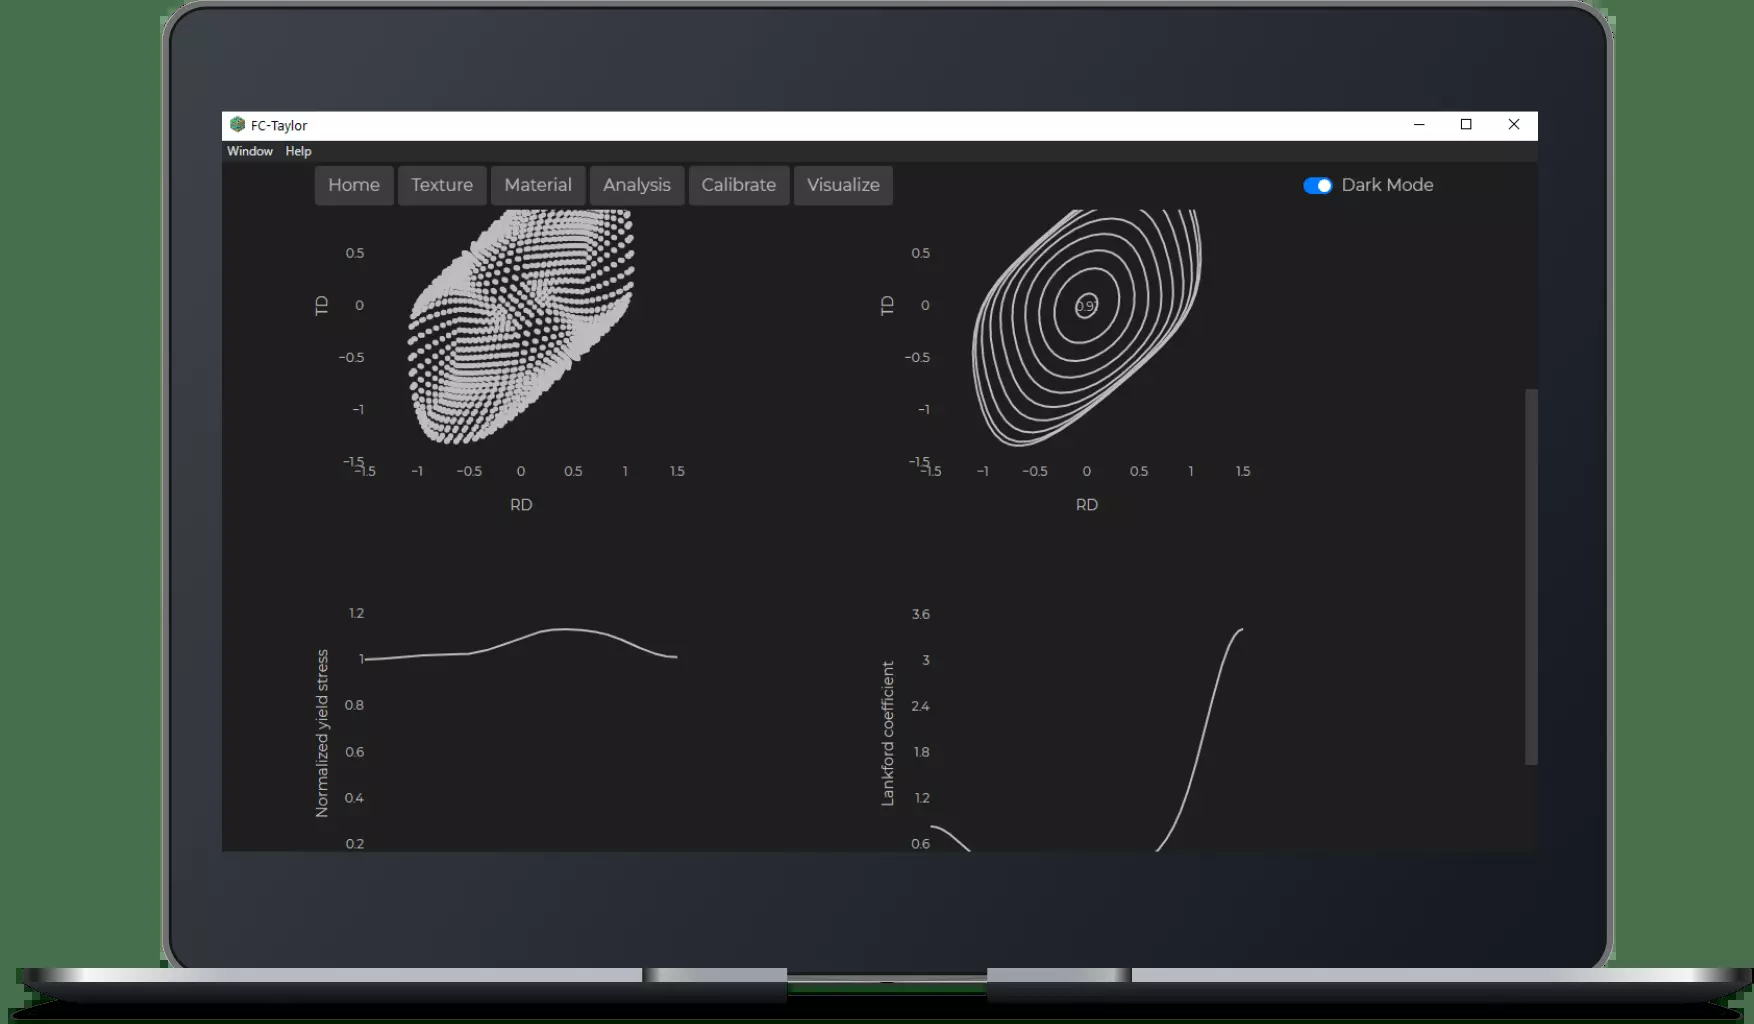 FC-Taylor
Window Help
Home Texture Material Analysis Calibrate Visualize Dark Mode
0.5
TD 0
−0.5
−1
−1.5
−1.5 −1 −0.5 0 0.5 1 1.5
RD
0.5
TD 0
−0.5
−1
−1.5
−1.5 −1 −0.5 0 0.5 1 1.5
RD
Normalized yield stress
1.2
1
0.8
0.6
0.4
0.2
Lankford coefficient
3.6
3
2.4
1.8
1.2
0.6